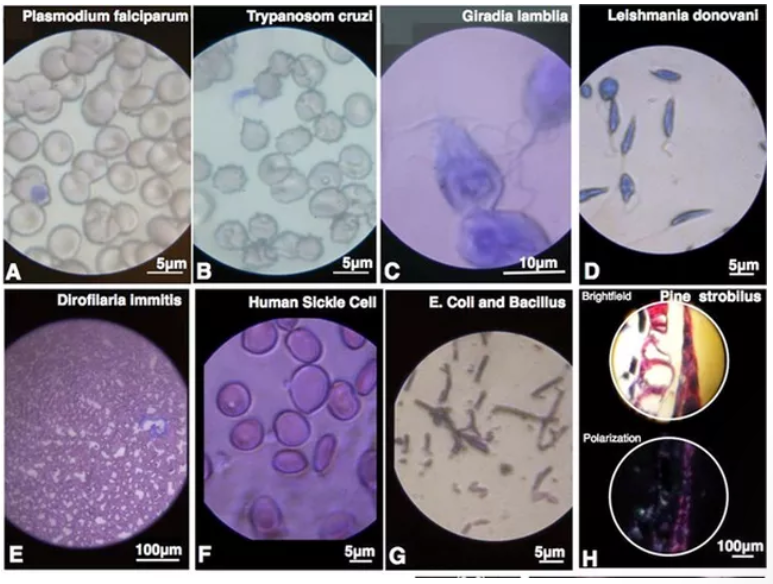 Plasmodium falciparum
A
5µm
Trypanosom cruzi
B
5µm
Giradia lamblia
C
10µm
Leishmania donovani
D
5µm
Dirofilaria immitis
E
100µm
Human Sickle Cell
F
5µm
E. Coli and Bacillus
G
5µm
Brightfield
Pine strobilus
Polarization
H
100µm